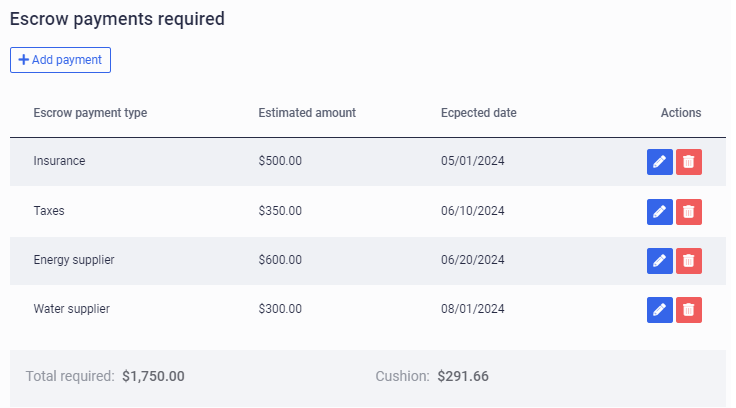 Escrow payments required
+ Add payment
Escrow payment type Estimated amount Ecpected date Actions
Insurance $500.00 05/01/2024
Taxes $350.00 06/10/2024
Energy supplier $600.00 06/20/2024
Water supplier $300.00 08/01/2024
Total required: $1,750.00 Cushion: $291.66